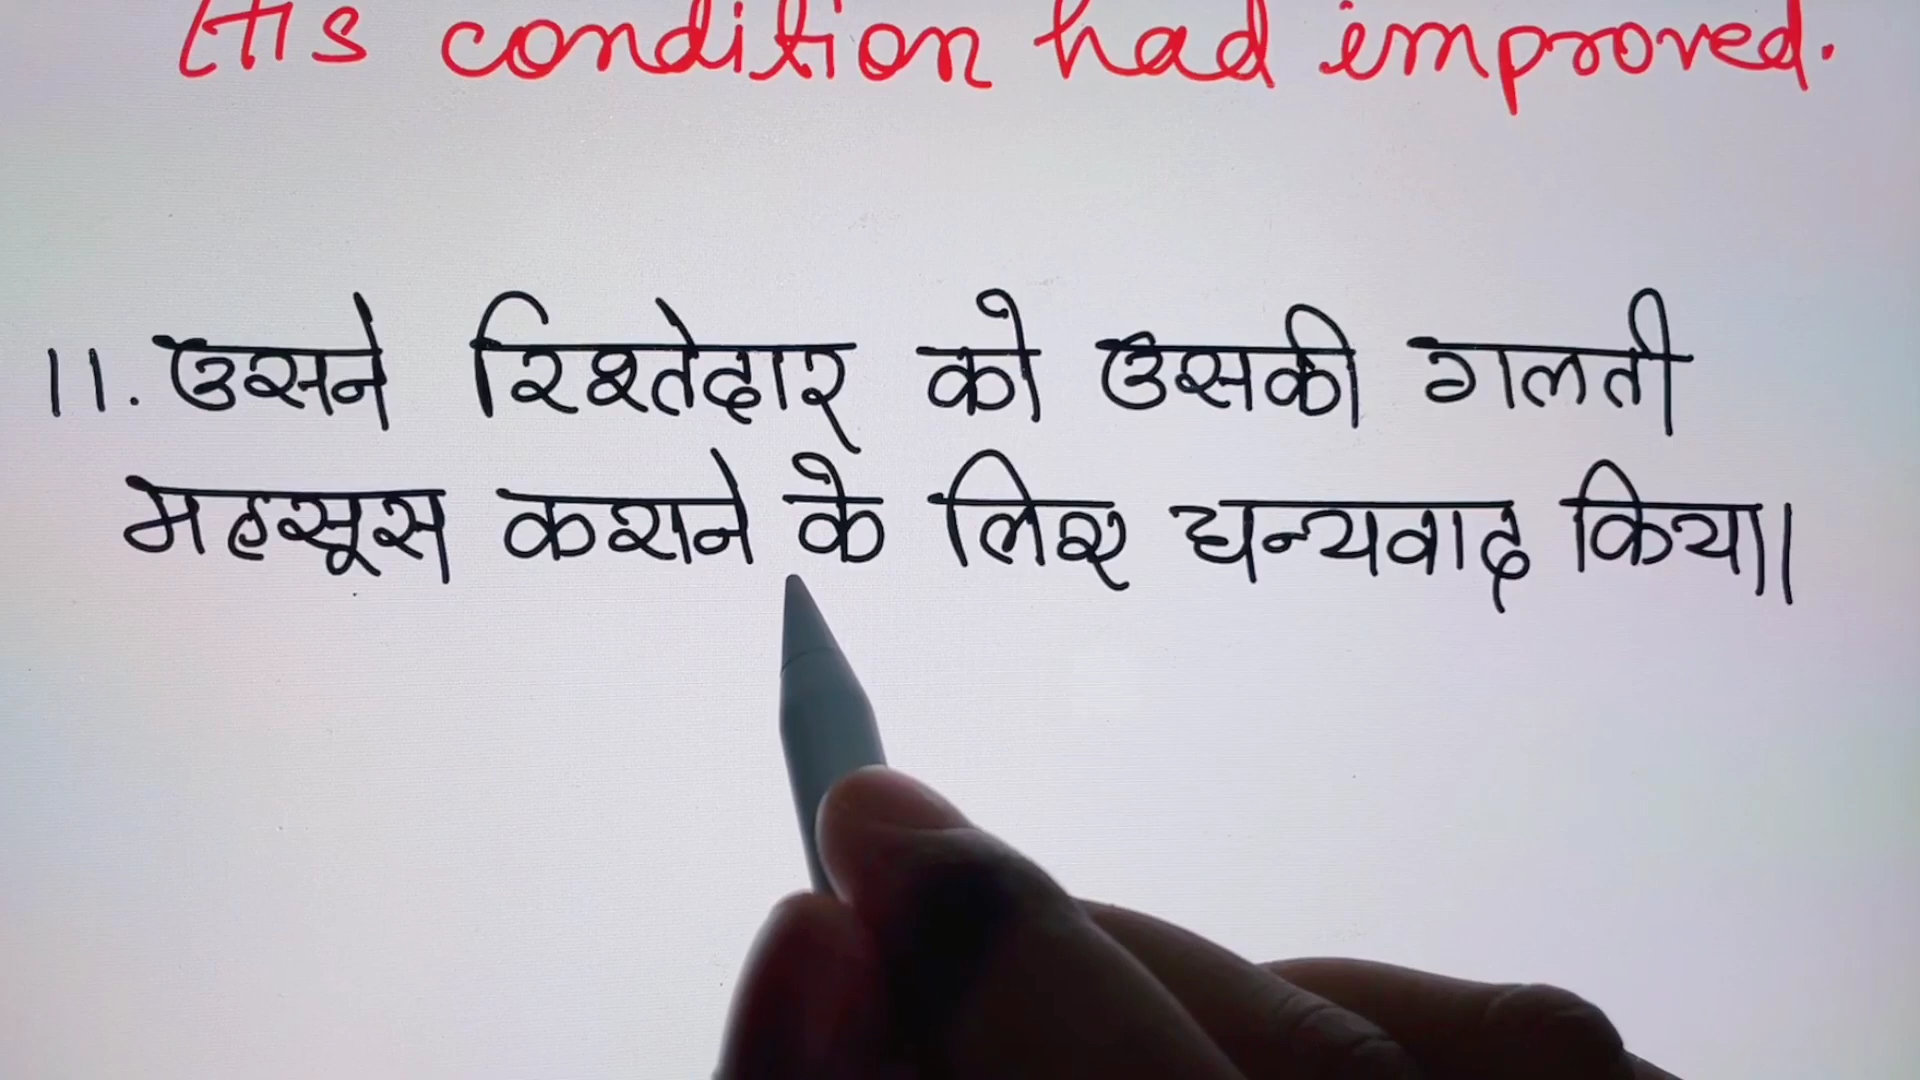 His condition had improved.
11. उसने रिश्तेदार को उसकी गलती
महसूस कराने के लिए धन्यवाद किया।